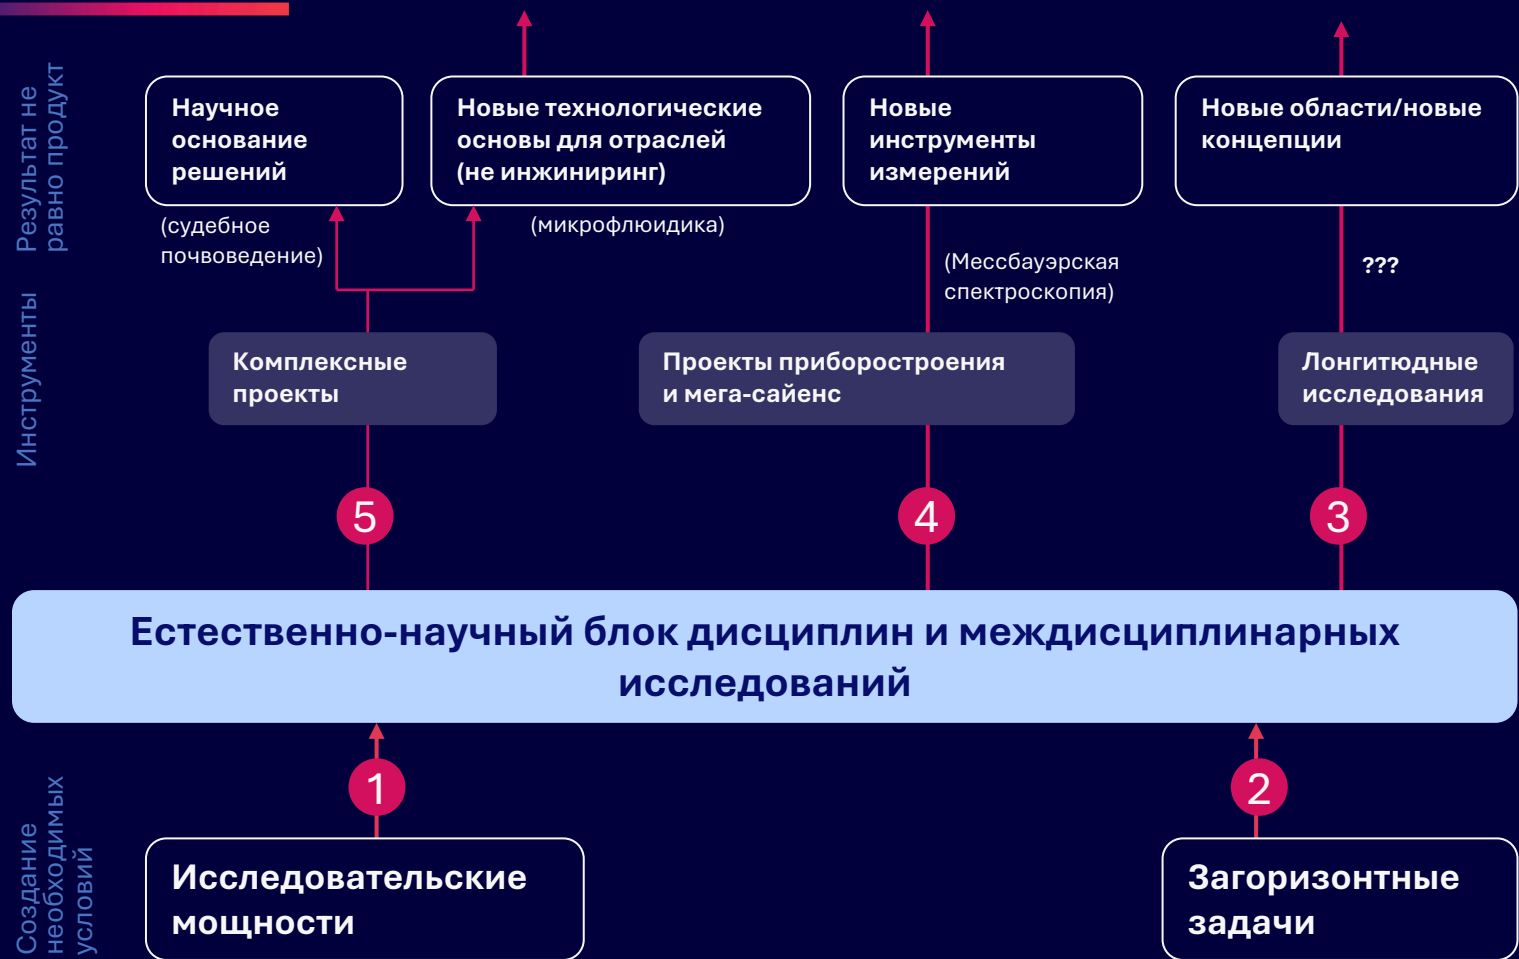 Результат не
равно продукт
Научное
основание
решений
Новые технологические
основы для отраслей
(не инжиниринг)
Новые
инструменты
измерений
Новые области/новые
концепции
(судебное
почвоведение)
(микрофлюидика)
(Мессбауэрская
спектроскопия)
???
Инструменты
Комплексные
проекты
Проекты приборостроения
и мега-сайенс
Лонгитюдные
исследования
5
4
3
Естественно-научный блок дисциплин и междисциплинарных
исследований
1
2
Создание
необходимых
условий
Исследовательские
мощности
Загоризонтные
задачи